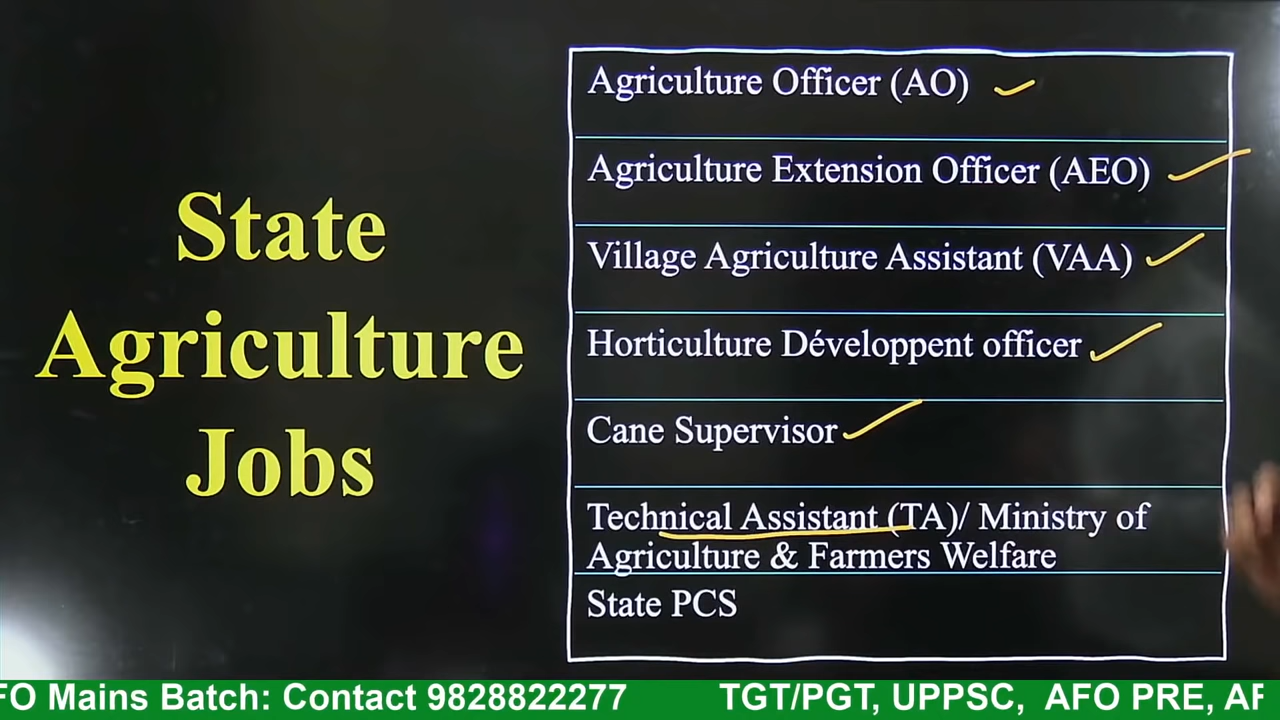 State
Agriculture
Jobs
Agriculture Officer (AO)
Agriculture Extension Officer (AEO)
Village Agriculture Assistant (VAA)
Horticulture Développent officer
Cane Supervisor
Technical Assistant (TA)/ Ministry of
Agriculture & Farmers Welfare
State PCS
FO Mains Batch: Contact 9828822277 TGT/PGT, UPPSC, AFO PRE, AF